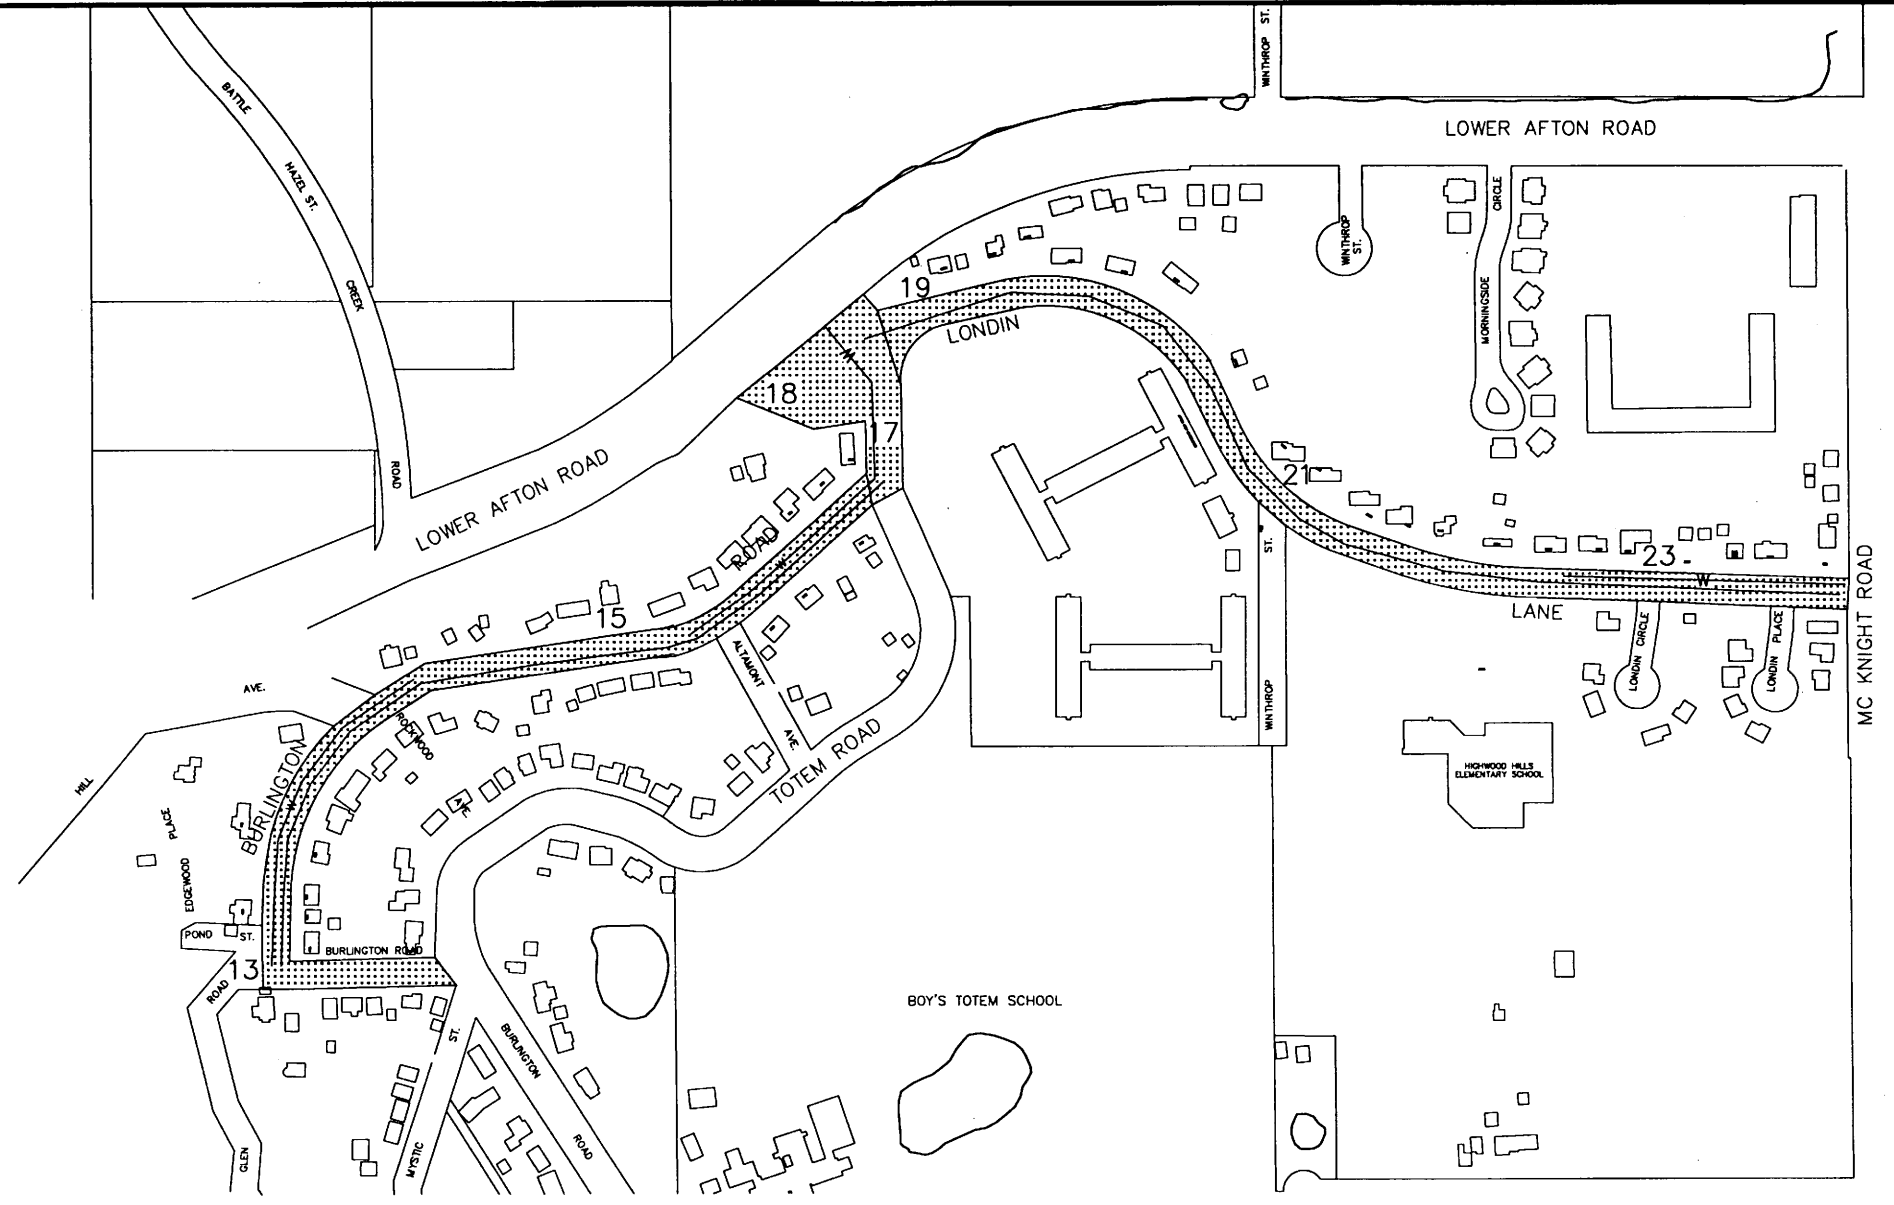 WINTHROP ST.
LOWER AFTON ROAD
BATTLE
HAZEL ST.
CREEK
ROAD
CIRCLE
WINTHROP
ST.
MORNINGSIDE
19
LONDIN
W
18
17
LOWER AFTON ROAD
21
ROAD
W
ST.
23
W
15
LANE
MC KNIGHT ROAD
LONDIN CIRCLE
LONDIN PLACE
ALTAMONT
AVE.
AVE.
ROCKWOOD
AVE.
WINTHROP
TOTEM ROAD
HILL
BURLINGTON
W
PLACE
EDGEWOOD
HIGHWOOD HILLS
ELEMENTARY SCHOOL
POND ST.
BURLINGTON ROAD
13
ROAD
BOY'S TOTEM SCHOOL
ST.
BURLINGTON
ROAD
MYSTIC
GLEN